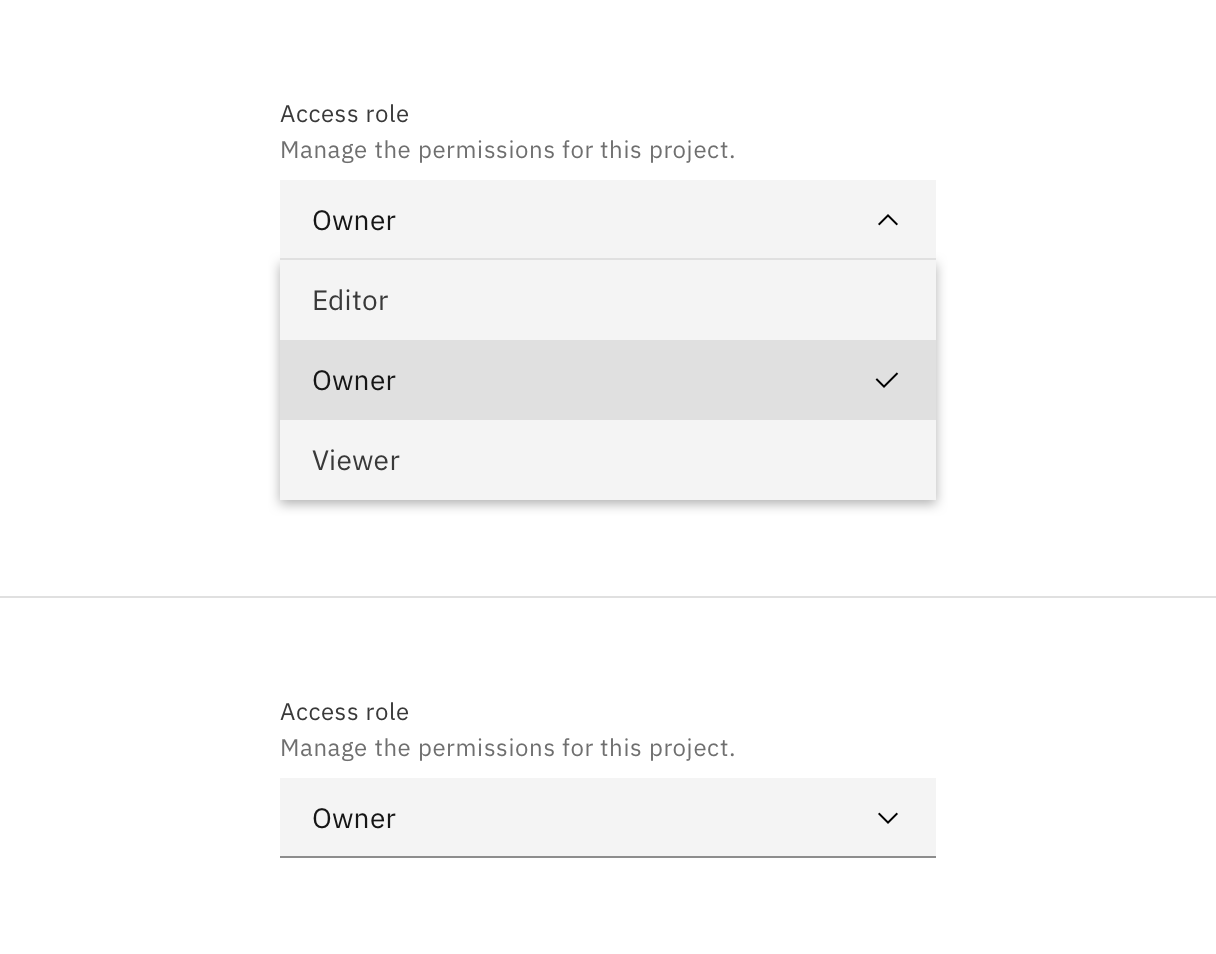 Access role
Manage the permissions for this project.
Owner
Editor
Owner
Viewer
Access role
Manage the permissions for this project.
Owner